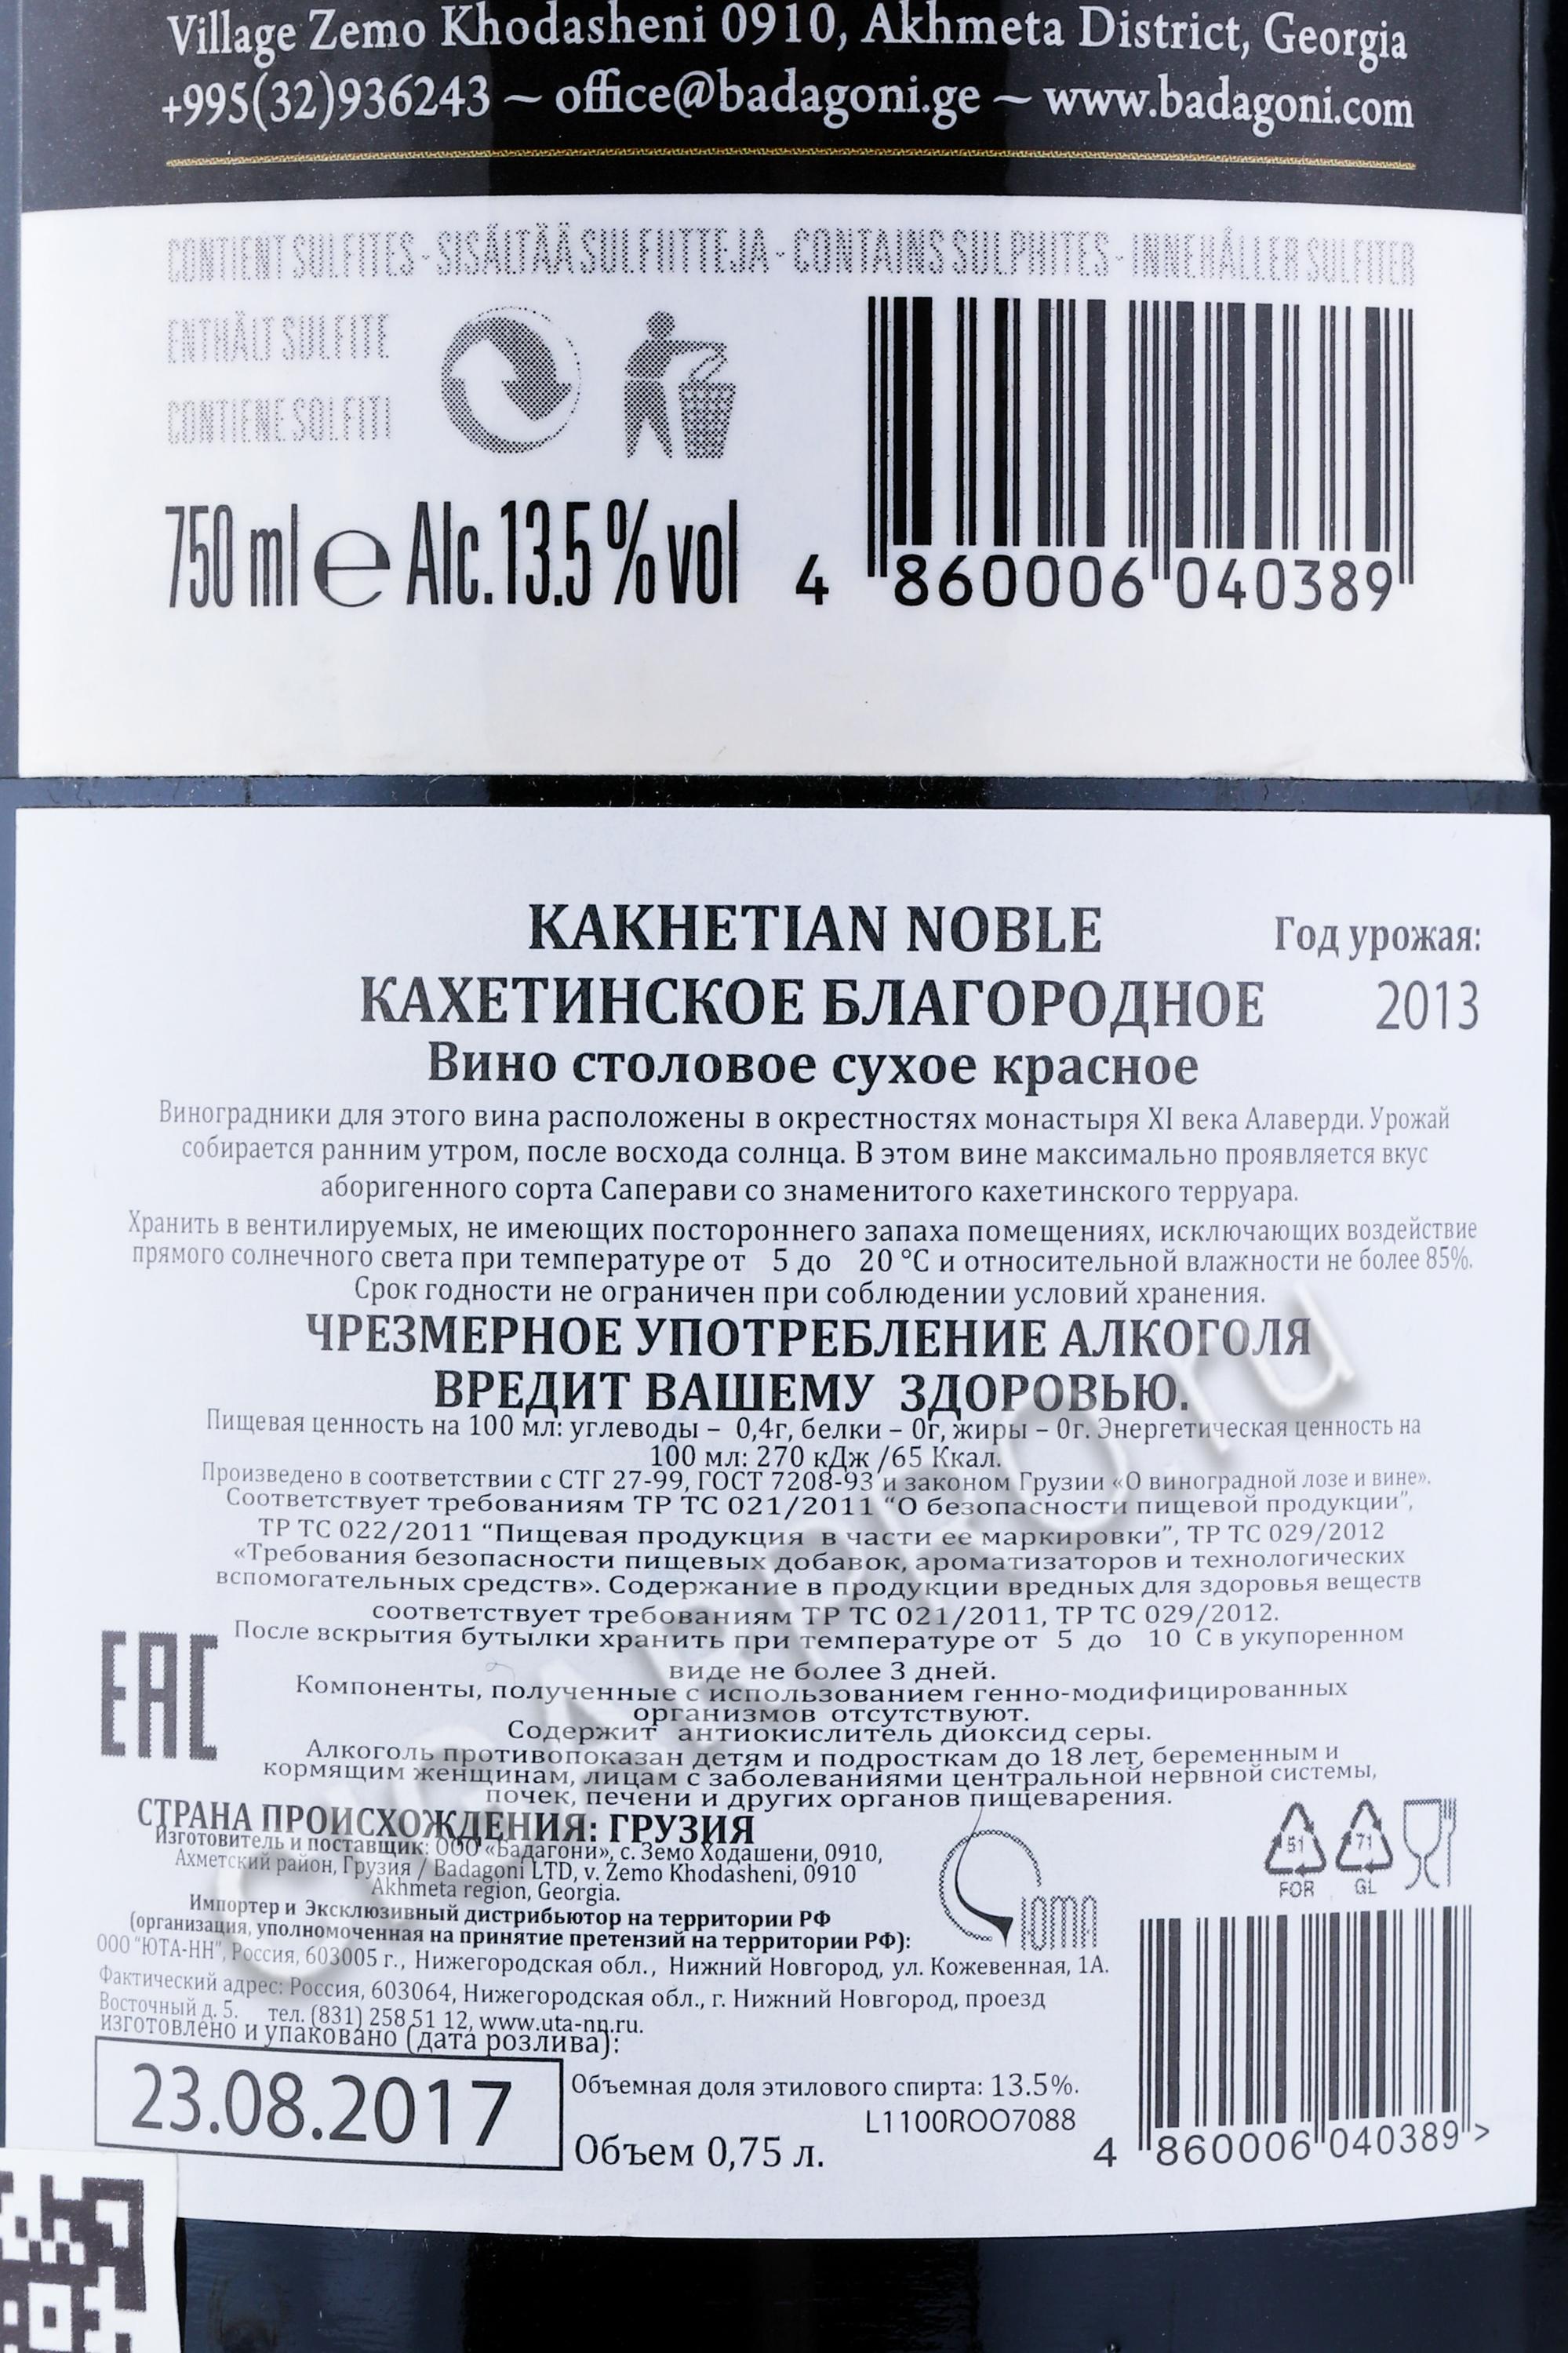 Village Zemo Khodasheni 0910, Akhmeta District, Georgia
+995(32)936243 ~ office@badagoni.ge ~ www.badagoni.com
CONTIENT SULFITES - SISÄLTÄÄ SULFIITTEJA - CONTAINS SULPHITES - INNEHÅLLER SULFITER
ENTHÄLT SULFITE
CONTIENE SOLFITI
750 ml e Alc.13.5 % vol
4 860006 040389
KAKHETIAN NOBLE
Год урожая:
КАХЕТИНСКОЕ БЛАГОРОДНОЕ
2013
Вино столовое сухое красное
Виноградники для этого вина расположены в окрестностях монастыря XI века Алаверди. Урожай
собирается ранним утром, после восхода солнца. В этом вине максимально проявляется вкус
аборигенного сорта Саперави со знаменитого кахетинского терруара.
Хранить в вентилируемых, не имеющих постороннего запаха помещениях, исключающих воздействие
прямого солнечного света при температуре от 5 до 20 °С и относительной влажности не более 85%.
Срок годности не ограничен при соблюдении условий хранения.
ЧРЕЗМЕРНОЕ УПОТРЕБЛЕНИЕ АЛКОГОЛЯ
ВРЕДИТ ВАШЕМУ ЗДОРОВЬЮ.
Пищевая ценность на 100 мл: углеводы – 0,4г, белки – 0г, жиры – 0г. Энергетическая ценность на
100 мл: 270 кДж /65 Ккал.
Произведено в соответствии с СТГ 27-99, ГОСТ 7208-93 и законом Грузии «О виноградной лозе и вине».
Соответствует требованиям ТР ТС 021/2011 “О безопасности пищевой продукции”,
ТР ТС 022/2011 “Пищевая продукция в части ее маркировки”, ТР ТС 029/2012
«Требования безопасности пищевых добавок, ароматизаторов и технологических
вспомогательных средств». Содержание в продукции вредных для здоровья веществ
соответствует требованиям ТР ТС 021/2011, ТР ТС 029/2012.
После вскрытия бутылки хранить при температуре от 5 до 10 С в укупоренном
виде не более 3 дней.
Компоненты, полученные с использованием генно-модифицированных
организмов отсутствуют.
Содержит антиокислитель диоксид серы.
Алкоголь противопоказан детям и подросткам до 18 лет, беременным и
кормящим женщинам, лицам с заболеваниями центральной нервной системы,
почек, печени и других органов пищеварения.
EAC
СТРАНА ПРОИСХОЖДЕНИЯ: ГРУЗИЯ
Изготовитель и поставщик: ООО «Бадагони», с. Земо Ходашени, 0910,
Ахметский район, Грузия / Badagoni LTD, v. Zemo Khodasheni, 0910
Akhmeta region, Georgia.
Импортер и Эксклюзивный дистрибьютор на территории РФ
(организация, уполномоченная на принятие претензий на территории РФ):
ООО "ЮТА-НН", Россия, 603005 г., Нижегородская обл., Нижний Новгород, ул. Кожевенная, 1А.
Фактический адрес: Россия, 603064, Нижегородская обл., г. Нижний Новгород, проезд
Восточный д. 5. тел. (831) 258 51 12, www.uta-nn.ru.
изготовлено и упаковано (дата розлива):
23.08.2017
Объемная доля этилового спирта: 13.5%.
L1100ROO7088
Объем 0,75 л.
51
FOR
71
GL
4 860006 040389 >
CIGARPRO.ru